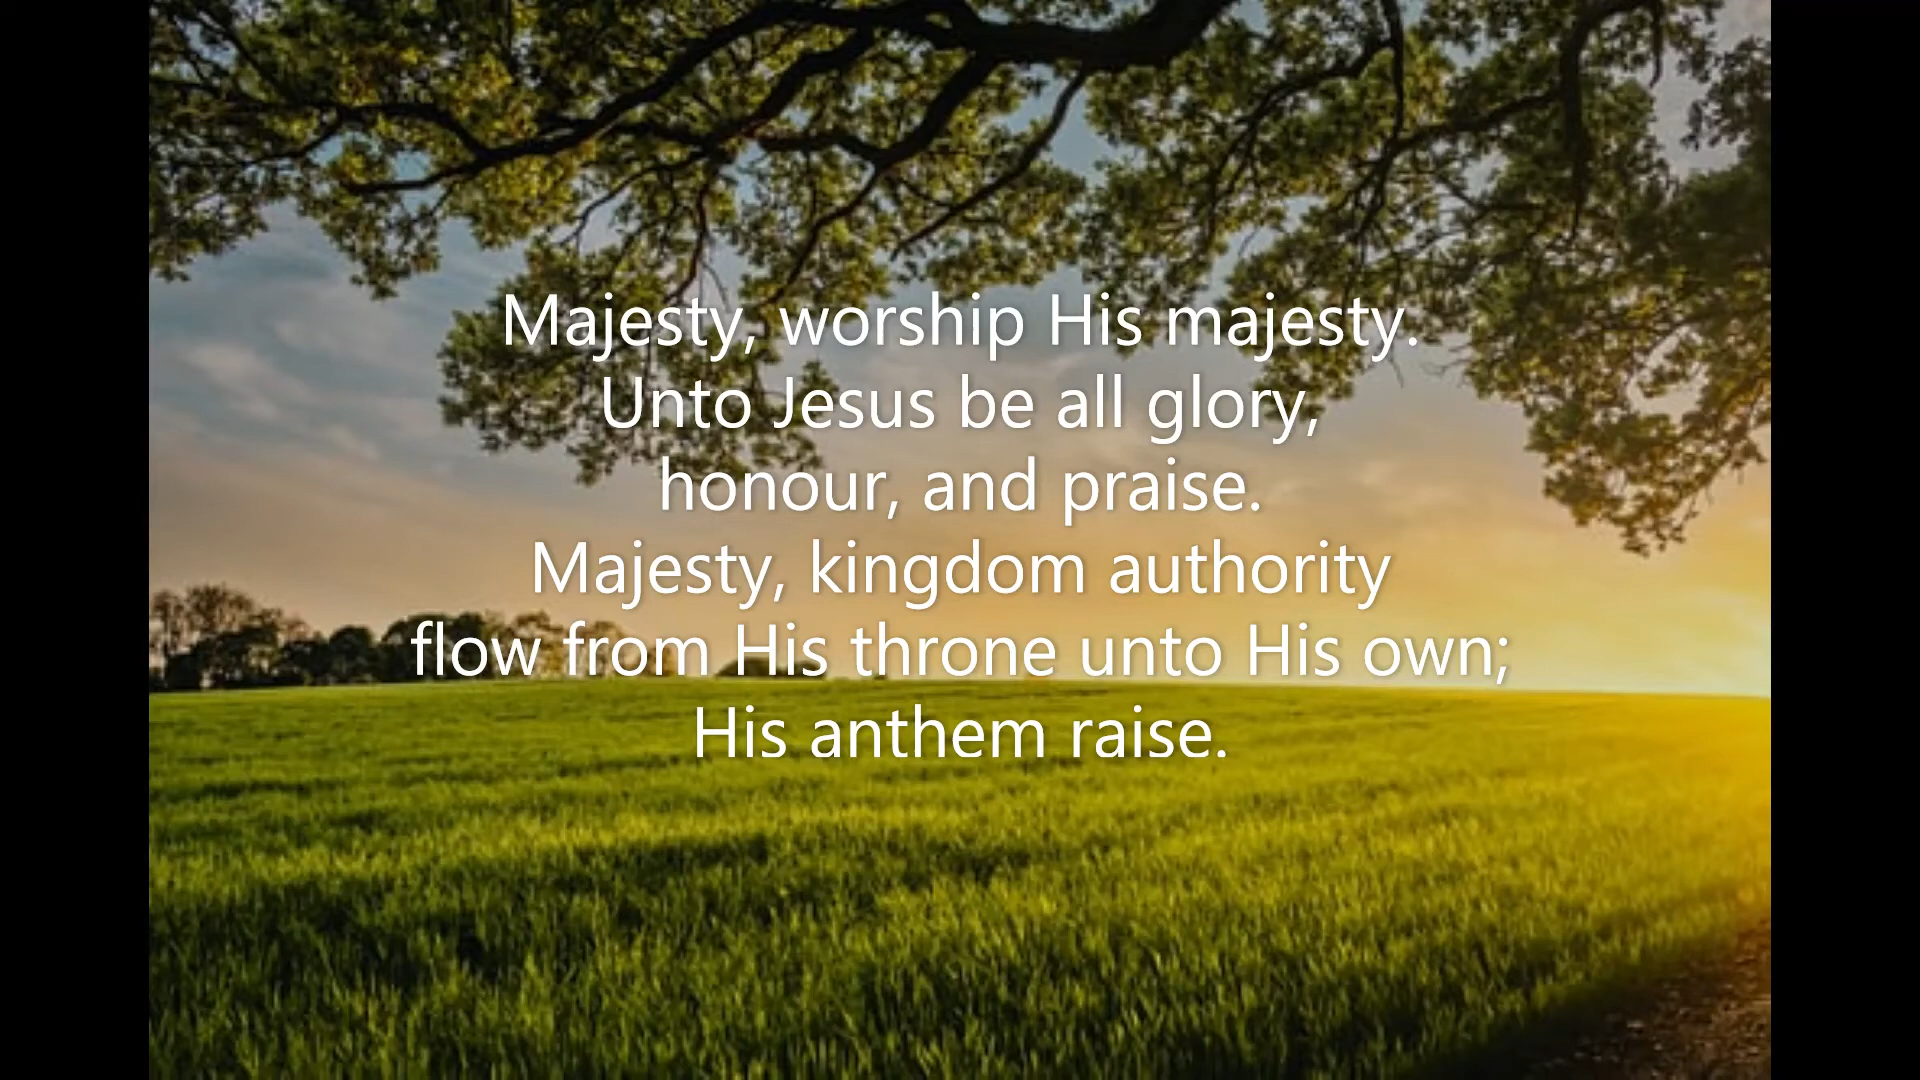 Majesty, worship His majesty.
Unto Jesus be all glory,
honour, and praise.
Majesty, kingdom authority
flow from His throne unto His own;
His anthem raise.